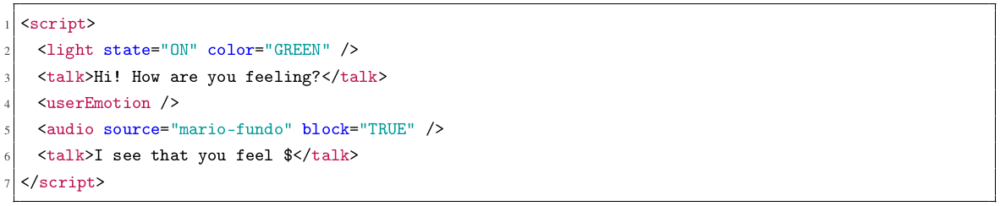 1 <script>
2 <light state="ON" color="GREEN" />
3 <talk>Hi! How are you feeling?</talk>
4 <userEmotion />
5 <audio source="mario-fundo" block="TRUE" />
6 <talk>I see that you feel $</talk>
7 </script>